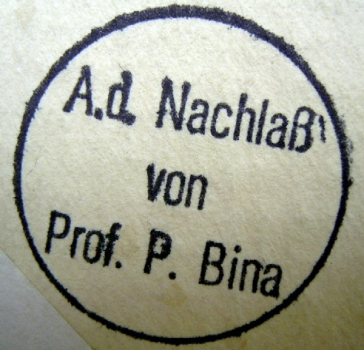 A.d. Nachlaß
von
Prof. P. Bina